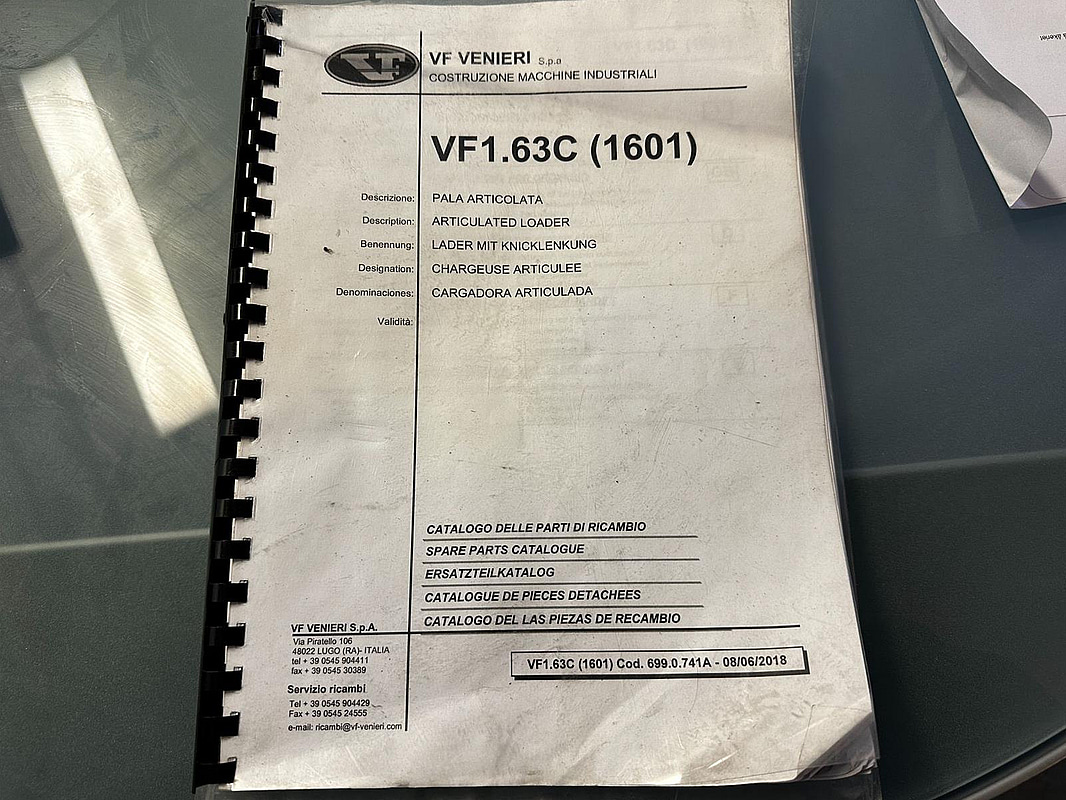 VF
VF VENIERI S.p.a
COSTRUZIONE MACCHINE INDUSTRIALI
VF1.63C (1601)
Descrizione: PALA ARTICOLATA
Description: ARTICULATED LOADER
Benennung: LADER MIT KNICKLENKUNG
Designation: CHARGEUSE ARTICULEE
Denominaciones: CARGADORA ARTICULADA
Validità:
CATALOGO DELLE PARTI DI RICAMBIO
SPARE PARTS CATALOGUE
ERSATZTEILKATALOG
CATALOGUE DE PIECES DETACHEES
CATALOGO DEL LAS PIEZAS DE RECAMBIO
VF VENIERI S.p.A.
Via Piratello 106
48022 LUGO (RA)- ITALIA
tel + 39 0545 904411
fax + 39 0545 30389
Servizio ricambi
Tel + 39 0545 904429
Fax + 39 0545 24555
e-mail: ricambi@vf-venieri.com
VF1.63C (1601) Cod. 699.0.741A - 08/06/2018